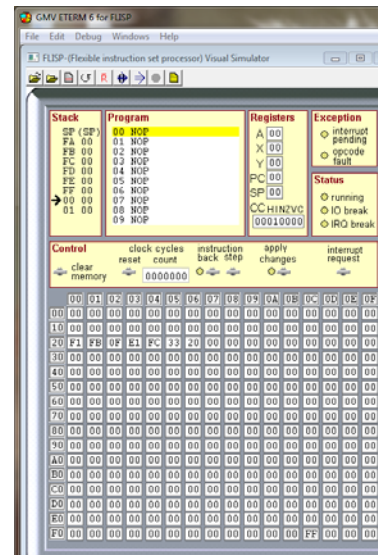 GMV ETERM 6 for FLISP
File Edit Debug Windows Help
FLISP-(Flexible instruction set processor) Visual Simulator
Stack Program Registers Exception
SP (SP) 00 NOP A 00 interrupt pending
FA 00 01 NOP X 00 opcode fault
FB 00 02 NOP Y 00
FC 00 03 NOP PC 00 Status
FD 00 04 NOP SP 00 running
FE 00 05 NOP CC HINZVC IO break
FF 00 06 NOP 00010000 IRQ break
00 00 07 NOP
01 00 08 NOP
09 NOP
Control clock cycles instruction apply interrupt
reset count back step changes request
clear memory 0000000
00 01 02 03 04 05 06 07 08 09 0A 0B 0C 0D 0E 0F
00 00 00 00 00 00 00 00 00 00 00 00 00 00 00 00
10 00 00 00 00 00 00 00 00 00 00 00 00 00 00 00
20 F1 FB 0F E1 FC 33 20 00 00 00 00 00 00 00 00
30 00 00 00 00 00 00 00 00 00 00 00 00 00 00 00
40 00 00 00 00 00 00 00 00 00 00 00 00 00 00 00
50 00 00 00 00 00 00 00 00 00 00 00 00 00 00 00
60 00 00 00 00 00 00 00 00 00 00 00 00 00 00 00
70 00 00 00 00 00 00 00 00 00 00 00 00 00 00 00
80 00 00 00 00 00 00 00 00 00 00 00 00 00 00 00
90 00 00 00 00 00 00 00 00 00 00 00 00 00 00 00
A0 00 00 00 00 00 00 00 00 00 00 00 00 00 00 00
B0 00 00 00 00 00 00 00 00 00 00 00 00 00 00 00
C0 00 00 00 00 00 00 00 00 00 00 00 00 00 00 00
D0 00 00 00 00 00 00 00 00 00 00 00 00 00 00 00
E0 00 00 00 00 00 00 00 00 00 00 00 00 00 00 00
F0 00 00 00 00 00 00 00 00 00 00 00 00 FF 00 00